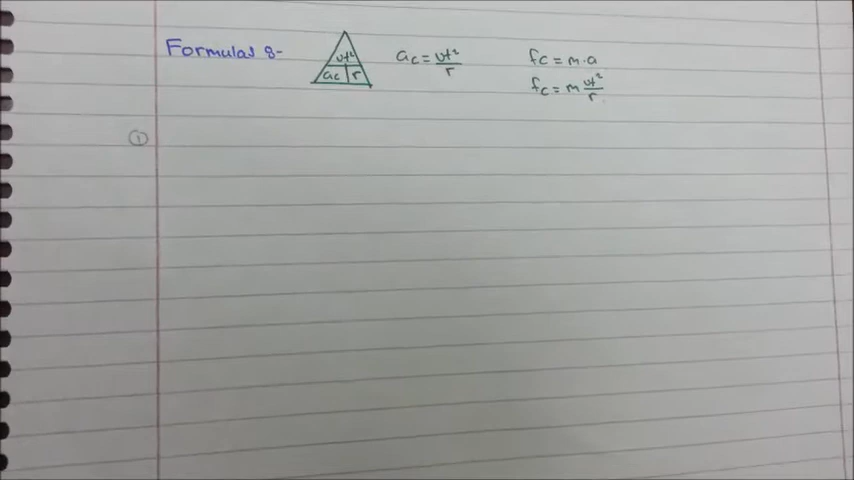 Formulas :- vt² ac r ac = vt²/r fc = m·a
fc = m vt²/r
①